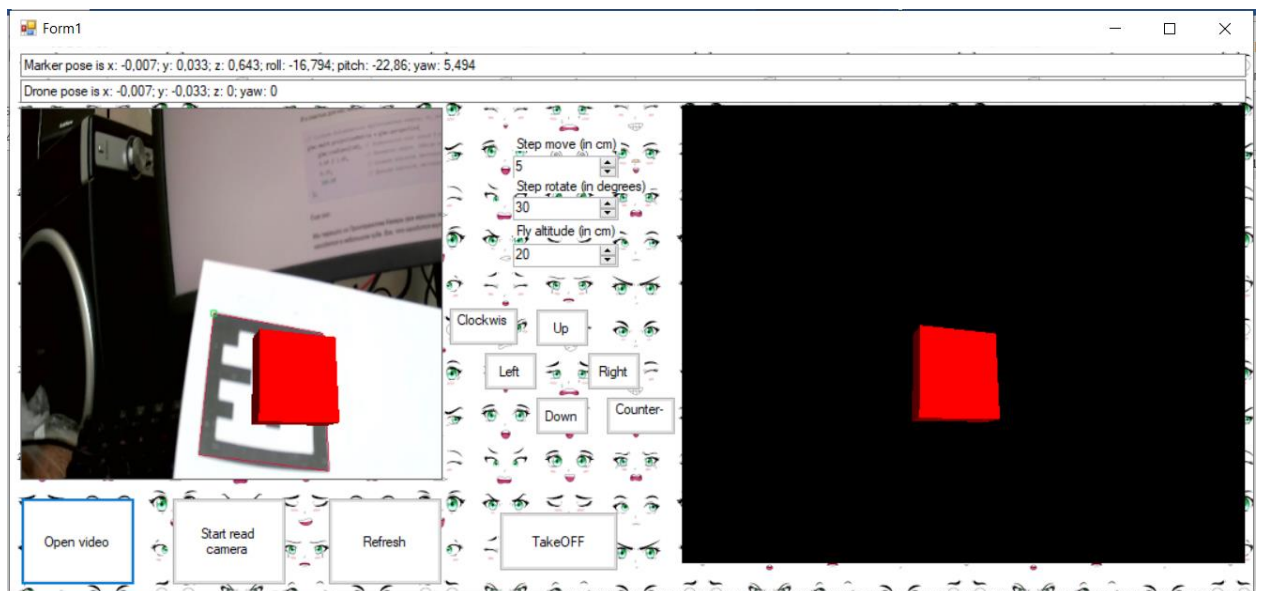 Form1
Marker pose is x: -0,007; y: 0,033; z: 0,643; roll: -16,794; pitch: -22,86; yaw: 5,494
Drone pose is x: -0,007; y: -0,033; z: 0; yaw: 0
Step move (in cm)
5
Step rotate (in degrees)
30
Fly altitude (in cm)
20
Clockwis
Up
Left
Right
Down
Counter-
Open video
Start read
camera
Refresh
TakeOFF